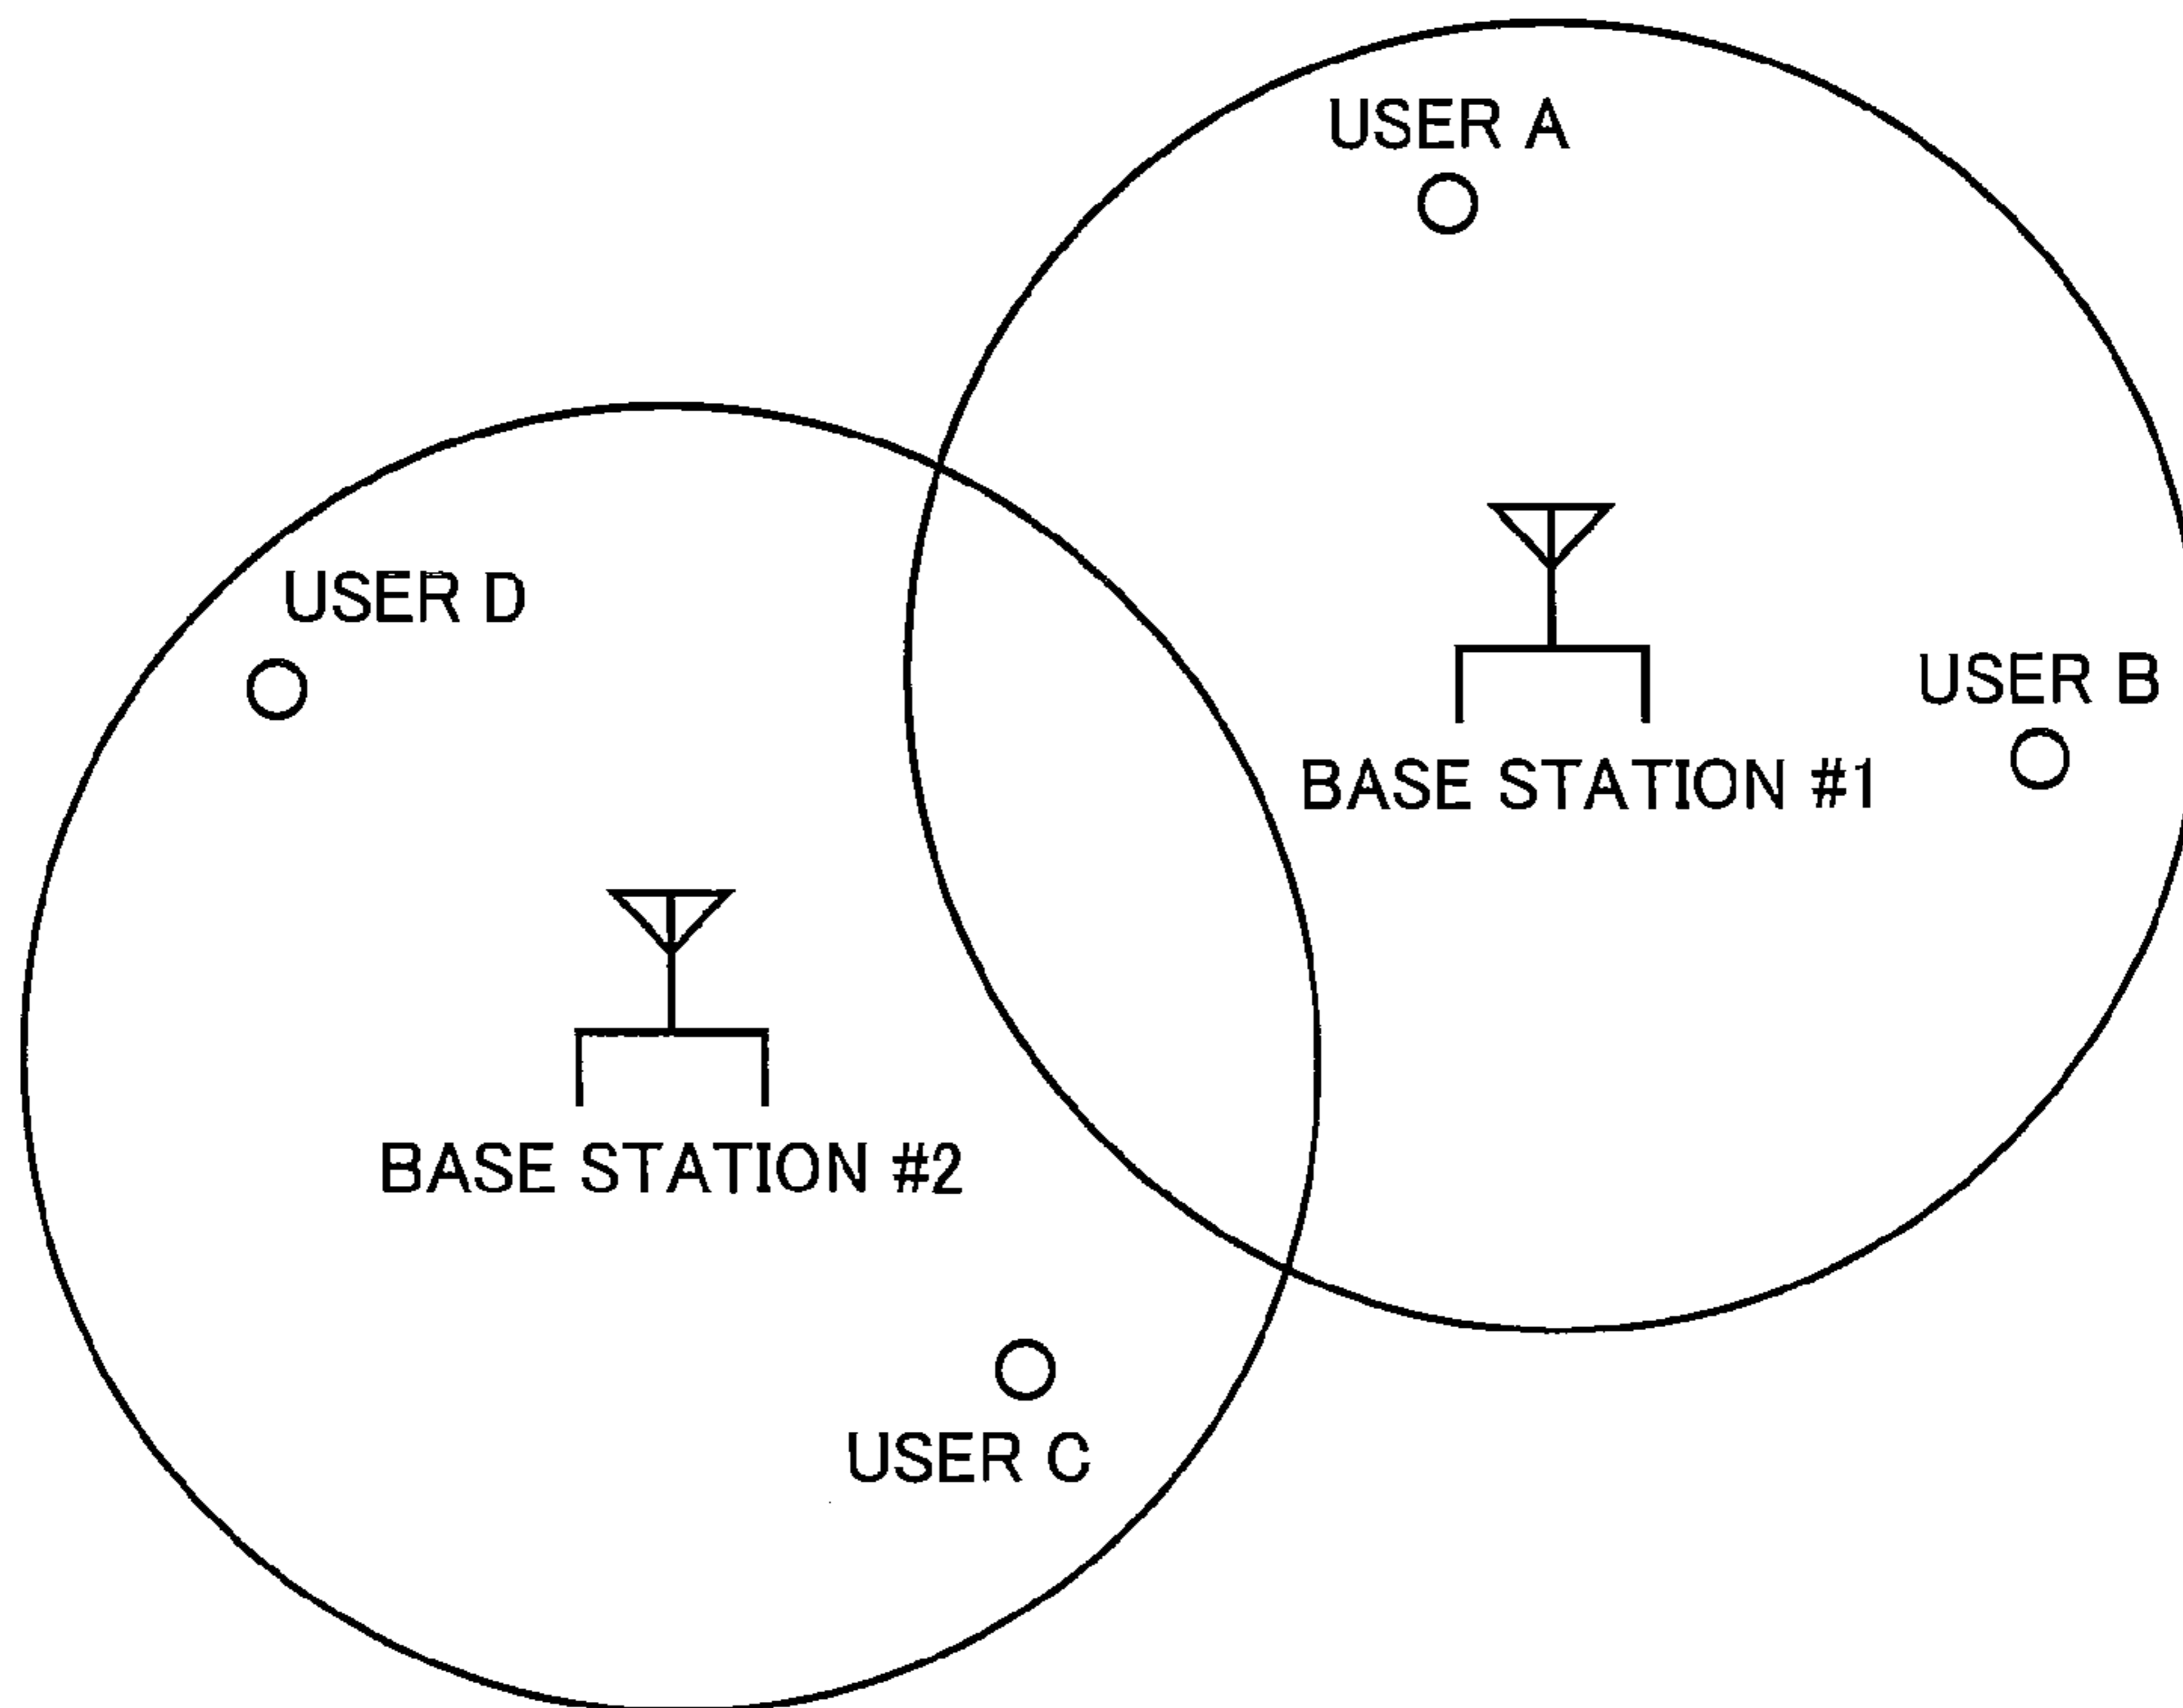 USER A
USER D
USER B
BASE STATION #1
BASE STATION #2
USER C